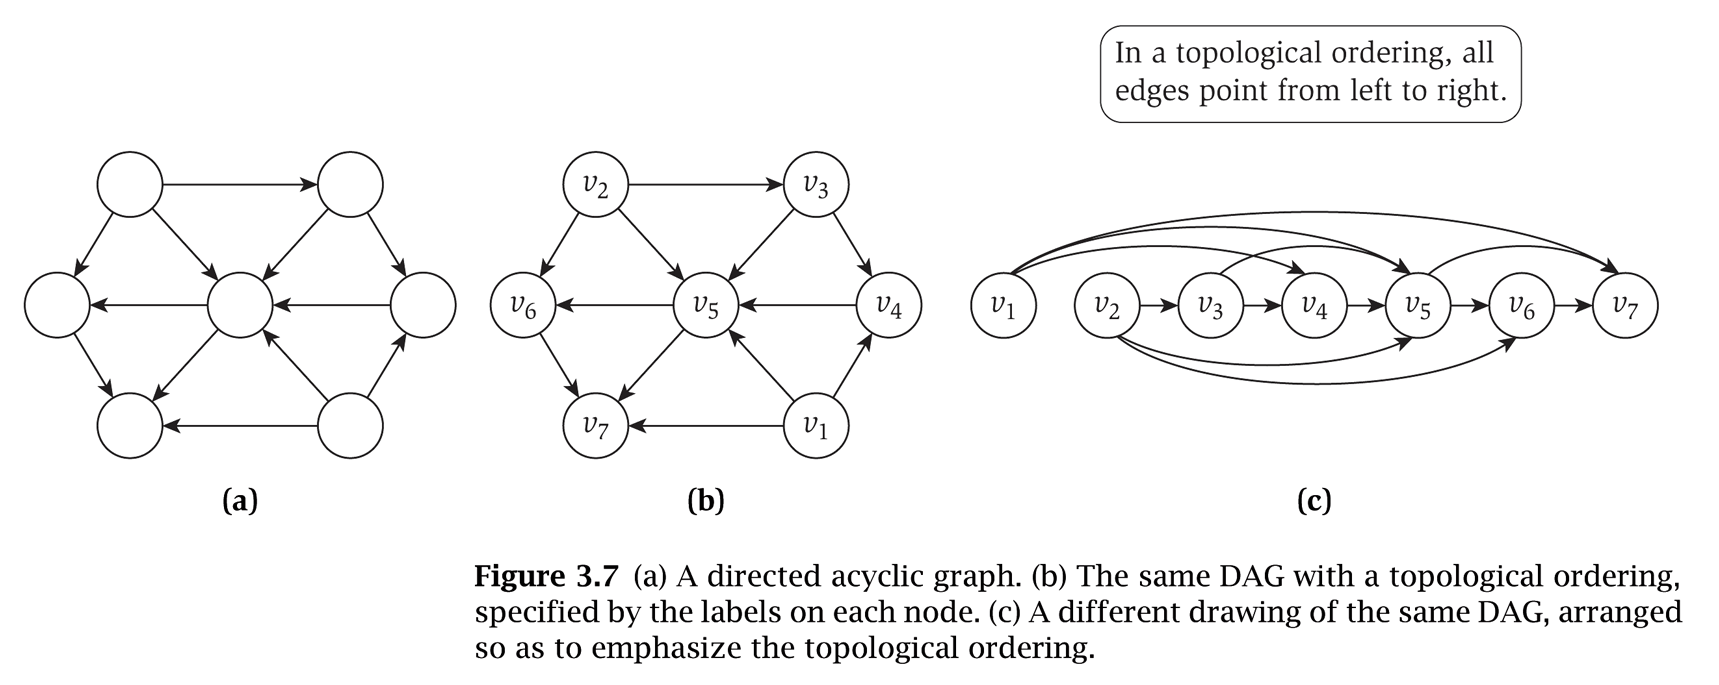 In a topological ordering, all
edges point from left to right.
v2
v3
v6
v5
v4
v7
v1
v1
v2
v3
v4
v5
v6
v7
(a)
(b)
(c)
Figure 3.7 (a) A directed acyclic graph. (b) The same DAG with a topological ordering,
specified by the labels on each node. (c) A different drawing of the same DAG, arranged
so as to emphasize the topological ordering.